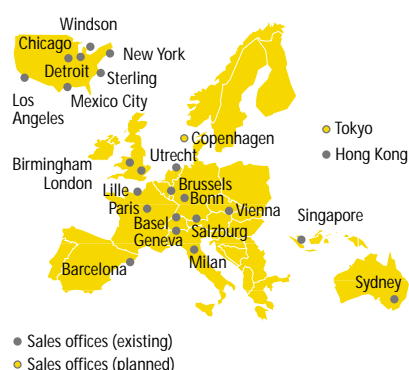 Windson
Chicago
New York
Detroit
Sterling
Los
Angeles
Mexico City
Copenhagen
Tokyo
Utrecht
Hong Kong
Birmingham
London
Lille
Brussels
Bonn
Paris
Vienna
Singapore
Basel
Salzburg
Geneva
Milan
Barcelona
Sydney
Sales offices (existing)
Sales offices (planned)